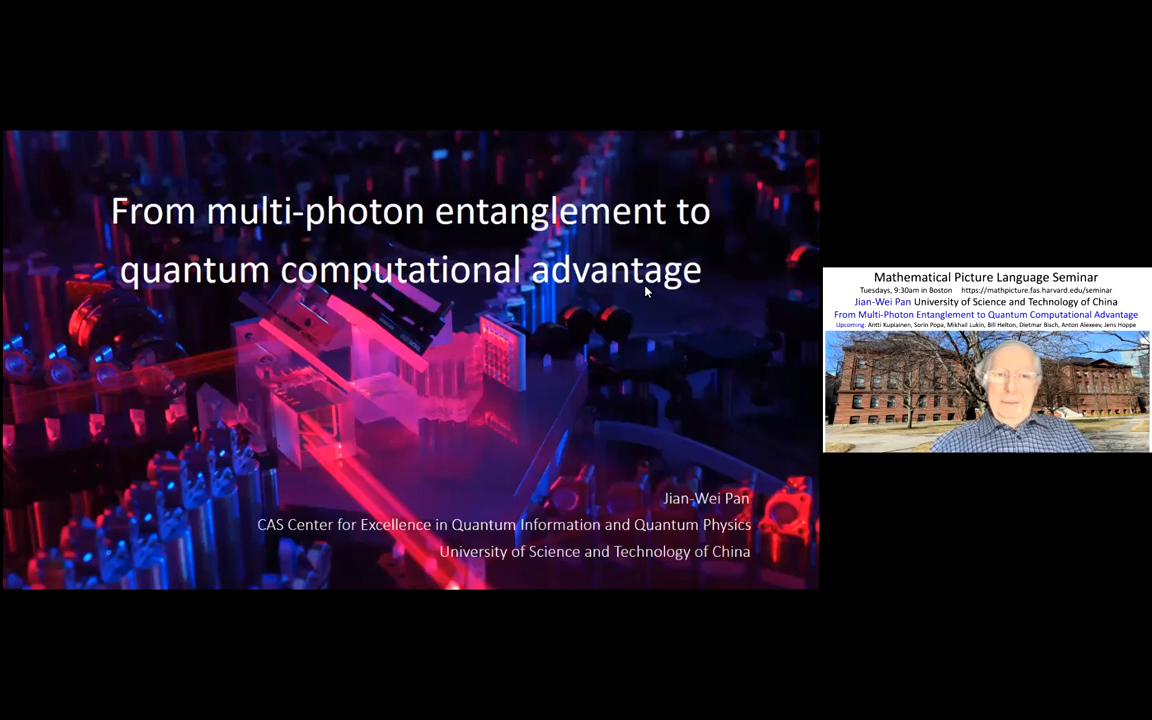 From multi-photon entanglement to
quantum computational advantage
Jian-Wei Pan
CAS Center for Excellence in Quantum Information and Quantum Physics
University of Science and Technology of China
Mathematical Picture Language Seminar
Tuesdays, 9:30am in Boston https://mathpicture.fas.harvard.edu/seminar
Jian-Wei Pan University of Science and Technology of China
From Multi-Photon Entanglement to Quantum Computational Advantage
Upcoming: Antti Kupiainen, Sorin Popa, Mikhail Lukin, Bill Helton, Dietmar Bisch, Anton Alexeev, Jens Hoppe